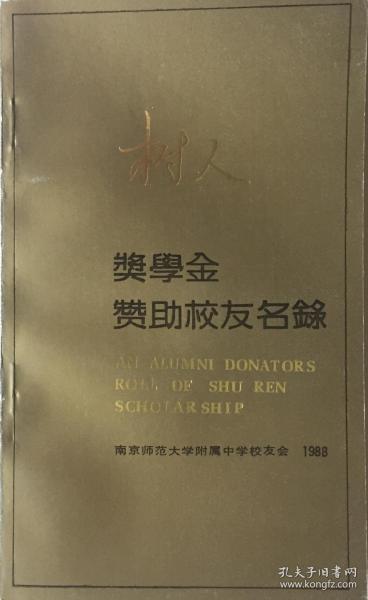 树人
奬學金
赞助校友名錄
AN ALUMNI DONATORS
ROLL OF SHU REN
SCHOLARSHIP
南京师范大学附属中学校友会 1988
孔夫子旧书网
www.kongfz.com